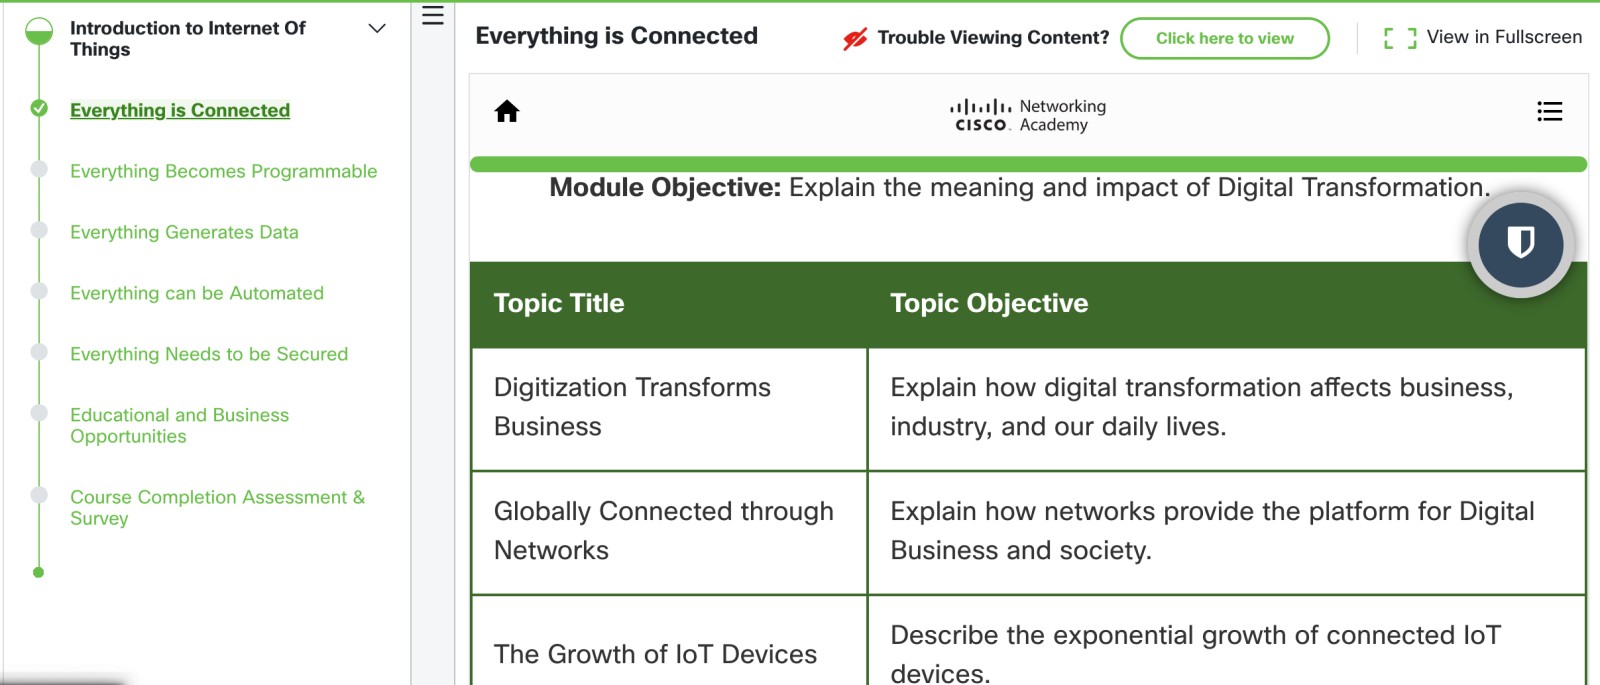 Introduction to Internet Of
Things
Everything is Connected
Everything Becomes Programmable
Everything Generates Data
Everything can be Automated
Everything Needs to be Secured
Educational and Business
Opportunities
Course Completion Assessment &
Survey
Everything is Connected
Trouble Viewing Content?
Click here to view
View in Fullscreen
CISCO Networking
Academy
Module Objective: Explain the meaning and impact of Digital Transformation.
Topic Title
Topic Objective
Digitization Transforms
Business
Explain how digital transformation affects business,
industry, and our daily lives.
Globally Connected through
Networks
Explain how networks provide the platform for Digital
Business and society.
The Growth of IoT Devices
Describe the exponential growth of connected IoT
devices.